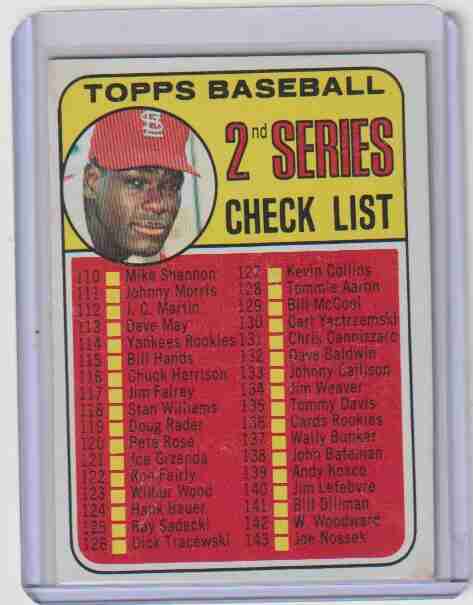 TOPPS BASEBALL
2nd SERIES
CHECK LIST
110 Mike Shannon
111 Johnny Morris
112 J. C. Martin
113 Dave May
114 Yankees Rookies
115 Bill Hands
116 Chuck Harrison
117 Jim Fairey
118 Stan Williams
119 Doug Rader
120 Pete Rose
121 Joe Grzenda
122 Ron Fairly
123 Wilbur Wood
124 Hank Bauer
125 Ray Sadecki
126 Dick Tracewski
127 Kevin Collins
128 Tommie Aaron
129 Bill McCool
130 Carl Yastrzemski
131 Chris Cannizzaro
132 Dave Baldwin
133 Johnny Callison
134 Jim Weaver
135 Tommy Davis
136 Cards Rookies
137 Wally Bunker
138 John Bateman
139 Andy Kosco
140 Jim Lefebvre
141 Bill Dillman
142 W. Woodward
143 Joe Nossek